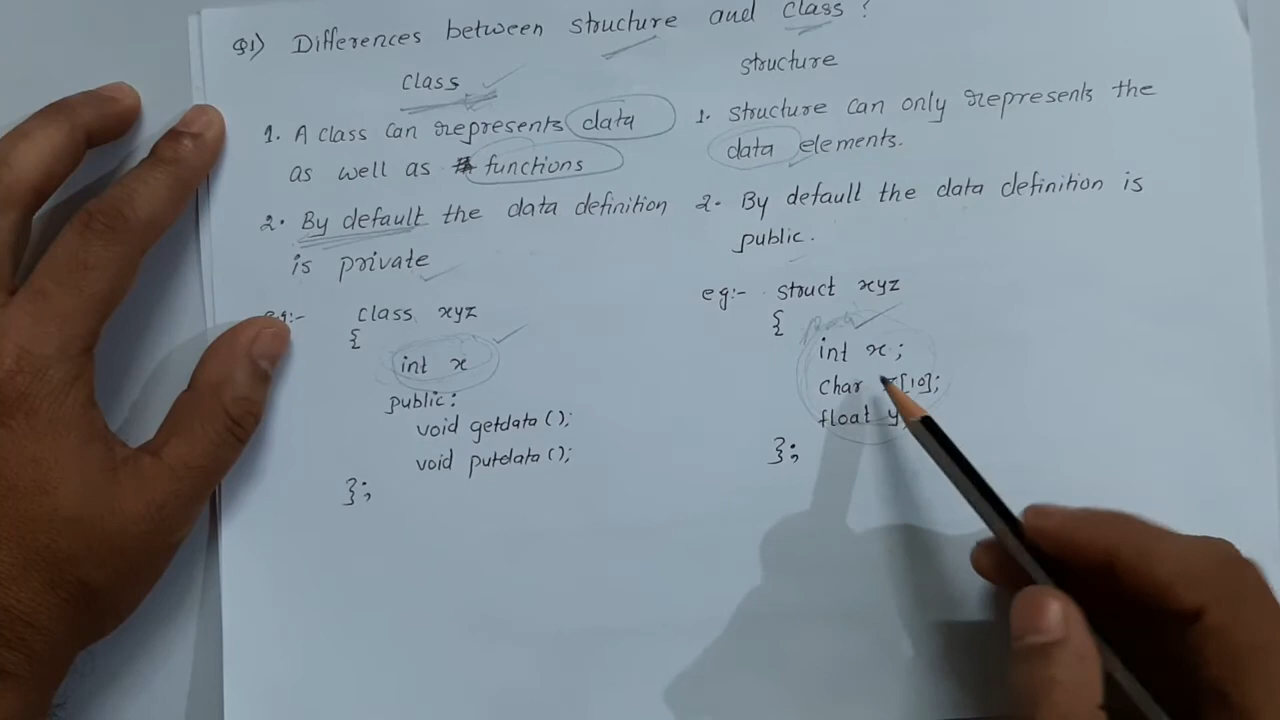 Q1) Differences between structure and class?
class
1. A class can represents data
as well as functions
2. By default the data definition
is private
eg:- class xyz
{
int x
public:
void getdata();
void putdata();
};
structure
1. structure can only represents the
data elements.
2. By default the data definition is
public.
eg:- struct xyz
{
int x;
char [10];
float y
};